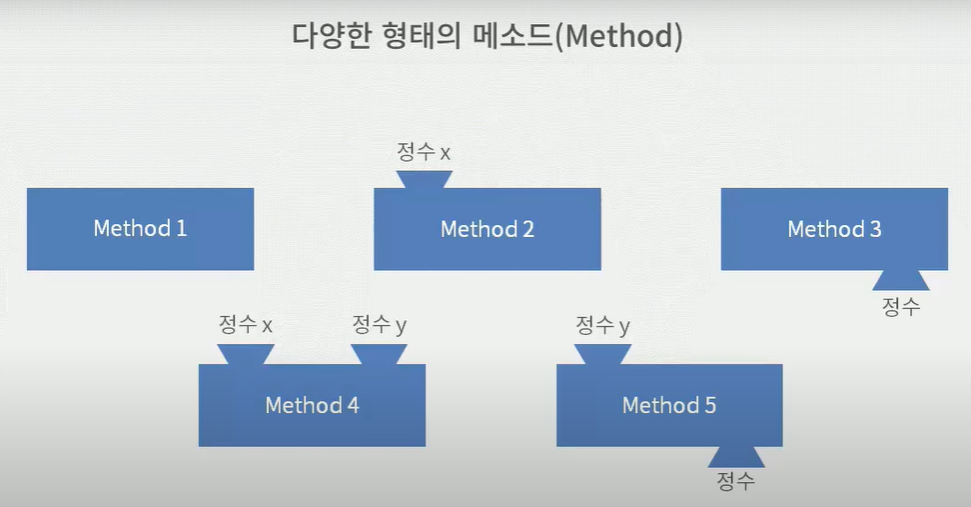 다양한 형태의 메소드(Method)
정수 x
Method 1
Method 2
Method 3
정수
정수 x
정수 y
정수 y
Method 4
Method 5
정수